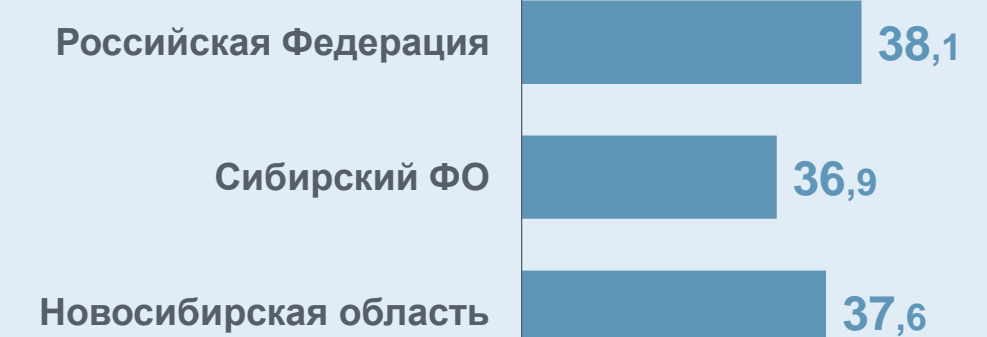 Российская Федерация 38,1
Сибирский ФО 36,9
Новосибирская область 37,6